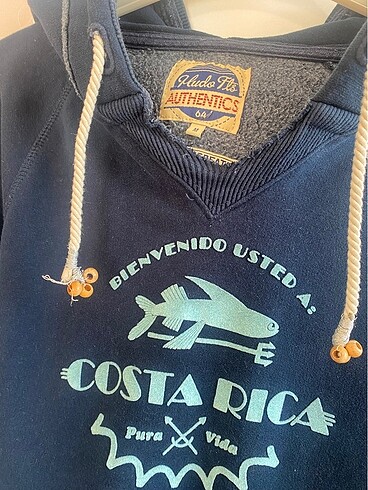 AUTHENTICS
BIENVENIDO USTED A:
COSTA RICA
Pura Vida